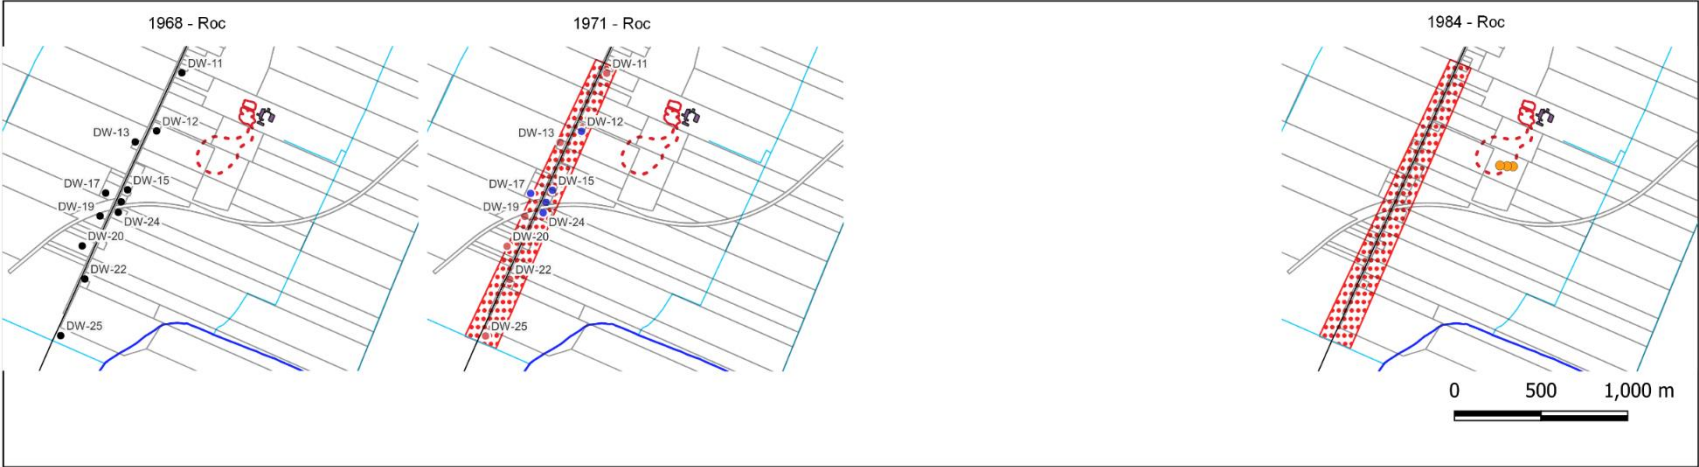 1968 - Roc
DW-11
DW-12
DW-13
DW-15
DW-17
DW-19
DW-24
DW-20
DW-22
DW-25
1971 - Roc
DW-11
DW-12
DW-13
DW-15
DW-17
DW-19
DW-24
DW-20
DW-22
DW-25
1984 - Roc
0 500 1,000 m